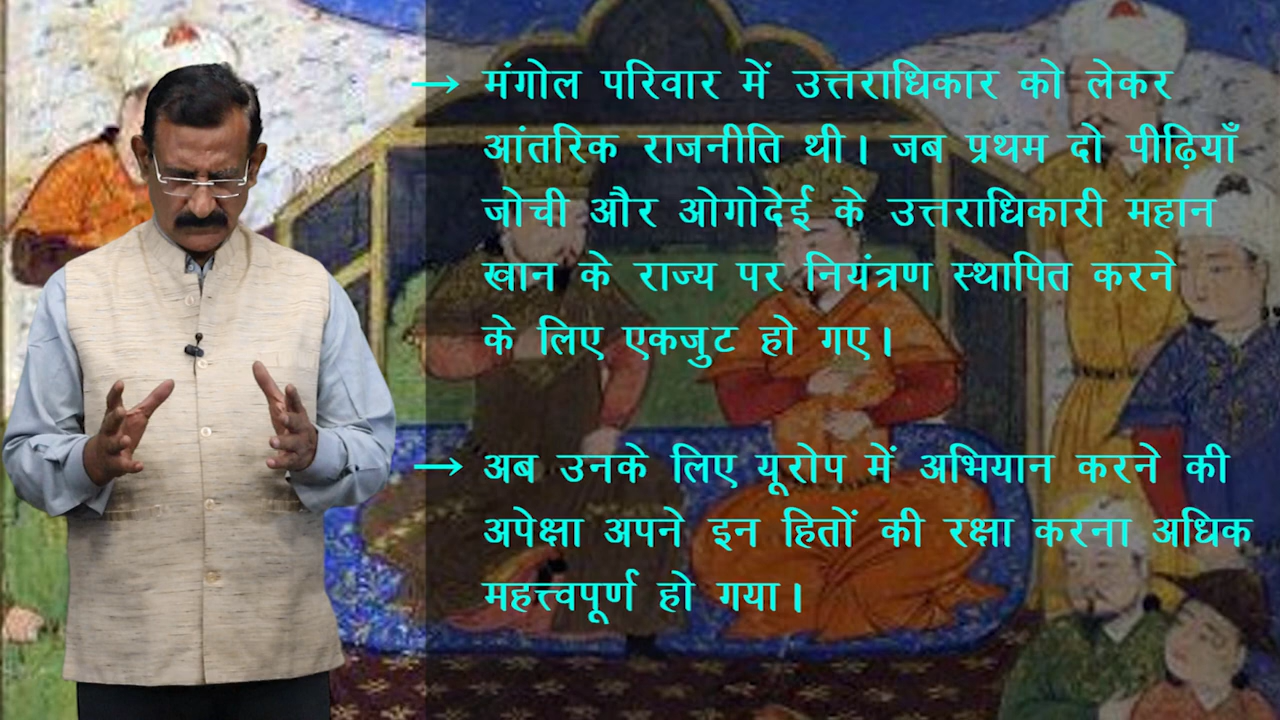 → मंगोल परिवार में उत्तराधिकार को लेकर
आंतरिक राजनीति थी। जब प्रथम दो पीढ़ियाँ
जोची और ओगोदेई के उत्तराधिकारी महान
खान के राज्य पर नियंत्रण स्थापित करने
के लिए एकजुट हो गए।
→ अब उनके लिए यूरोप में अभियान करने की
अपेक्षा अपने इन हितों की रक्षा करना अधिक
महत्त्वपूर्ण हो गया।